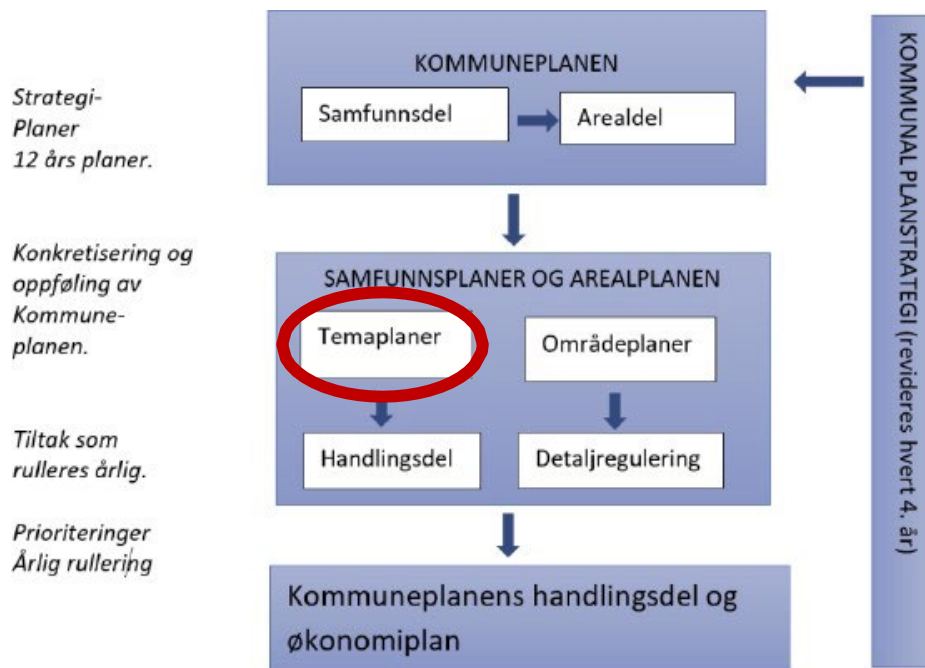 KOMMUNEPLANEN
Samfunnsdel
Arealdel
Strategi-
Planer
12 års planer.
Konkretisering og
oppføling av
Kommune-
planen.
SAMFUNNSPLANER OG AREALPLANEN
Temaplaner
Områdeplaner
Tiltak som
rulleres årlig.
Handlingsdel
Detaljregulering
Prioriteringer
Årlig rullering
Kommuneplanens handlingsdel og
økonomiplan
KOMMUNAL PLANSTRATEGI (revideres hvert 4. år)